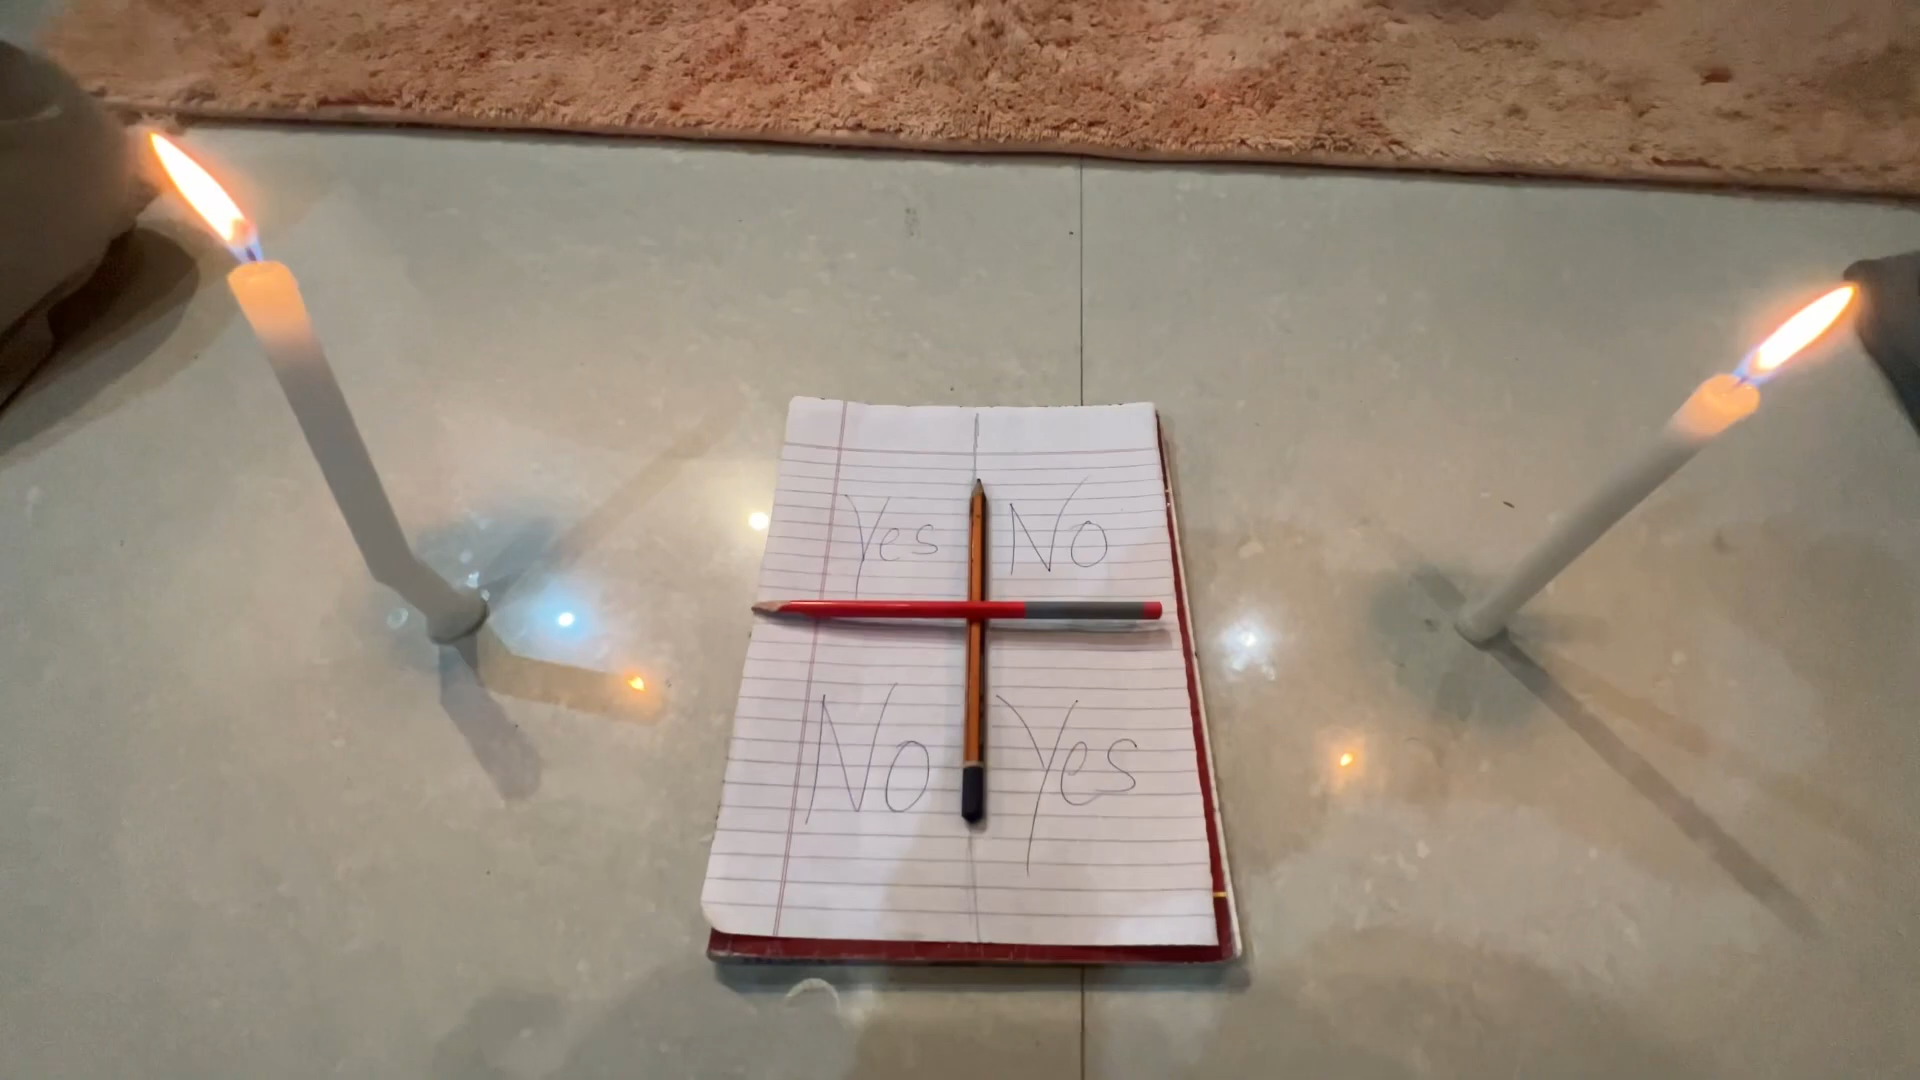 Yes No
No Yes